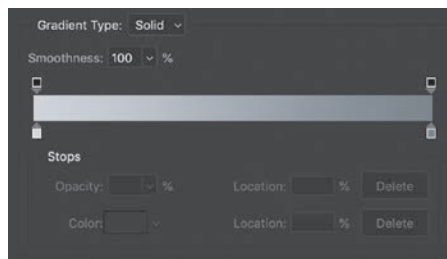 Gradient Type: Solid
Smoothness: 100 %
Stops
Opacity: % Location: % Delete
Color: Location: % Delete